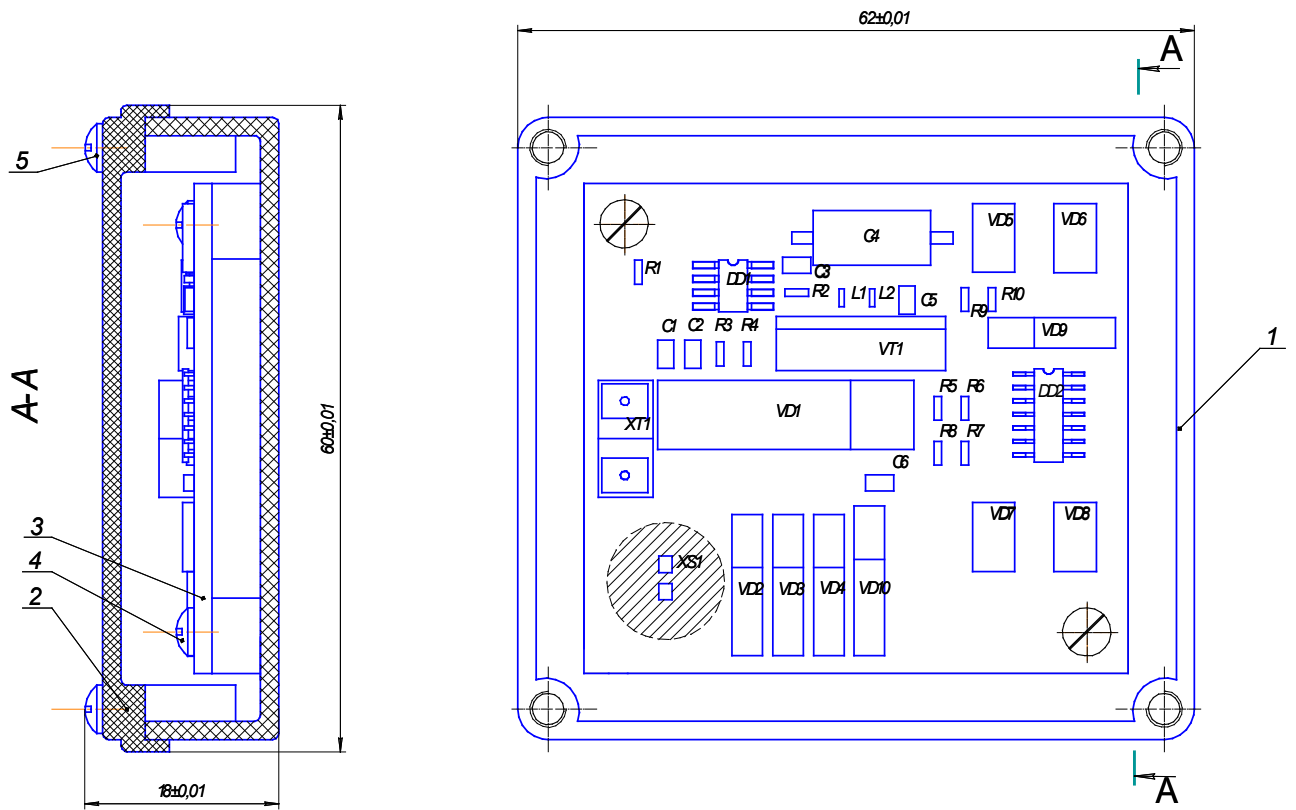 62±0,01
A
5
VD5
VD6
C4
R1
DD1
C3
R2
L1
L2
C5
R9
R10
C1
C2
R3
R4
VT1
VD9
1
A-A
60±0,01
XT1
VD1
R5
R6
DD2
R8
R7
C6
3
4
2
VD7
VD8
XS1
VD2
VD3
VD4
VD10
18±0,01
A